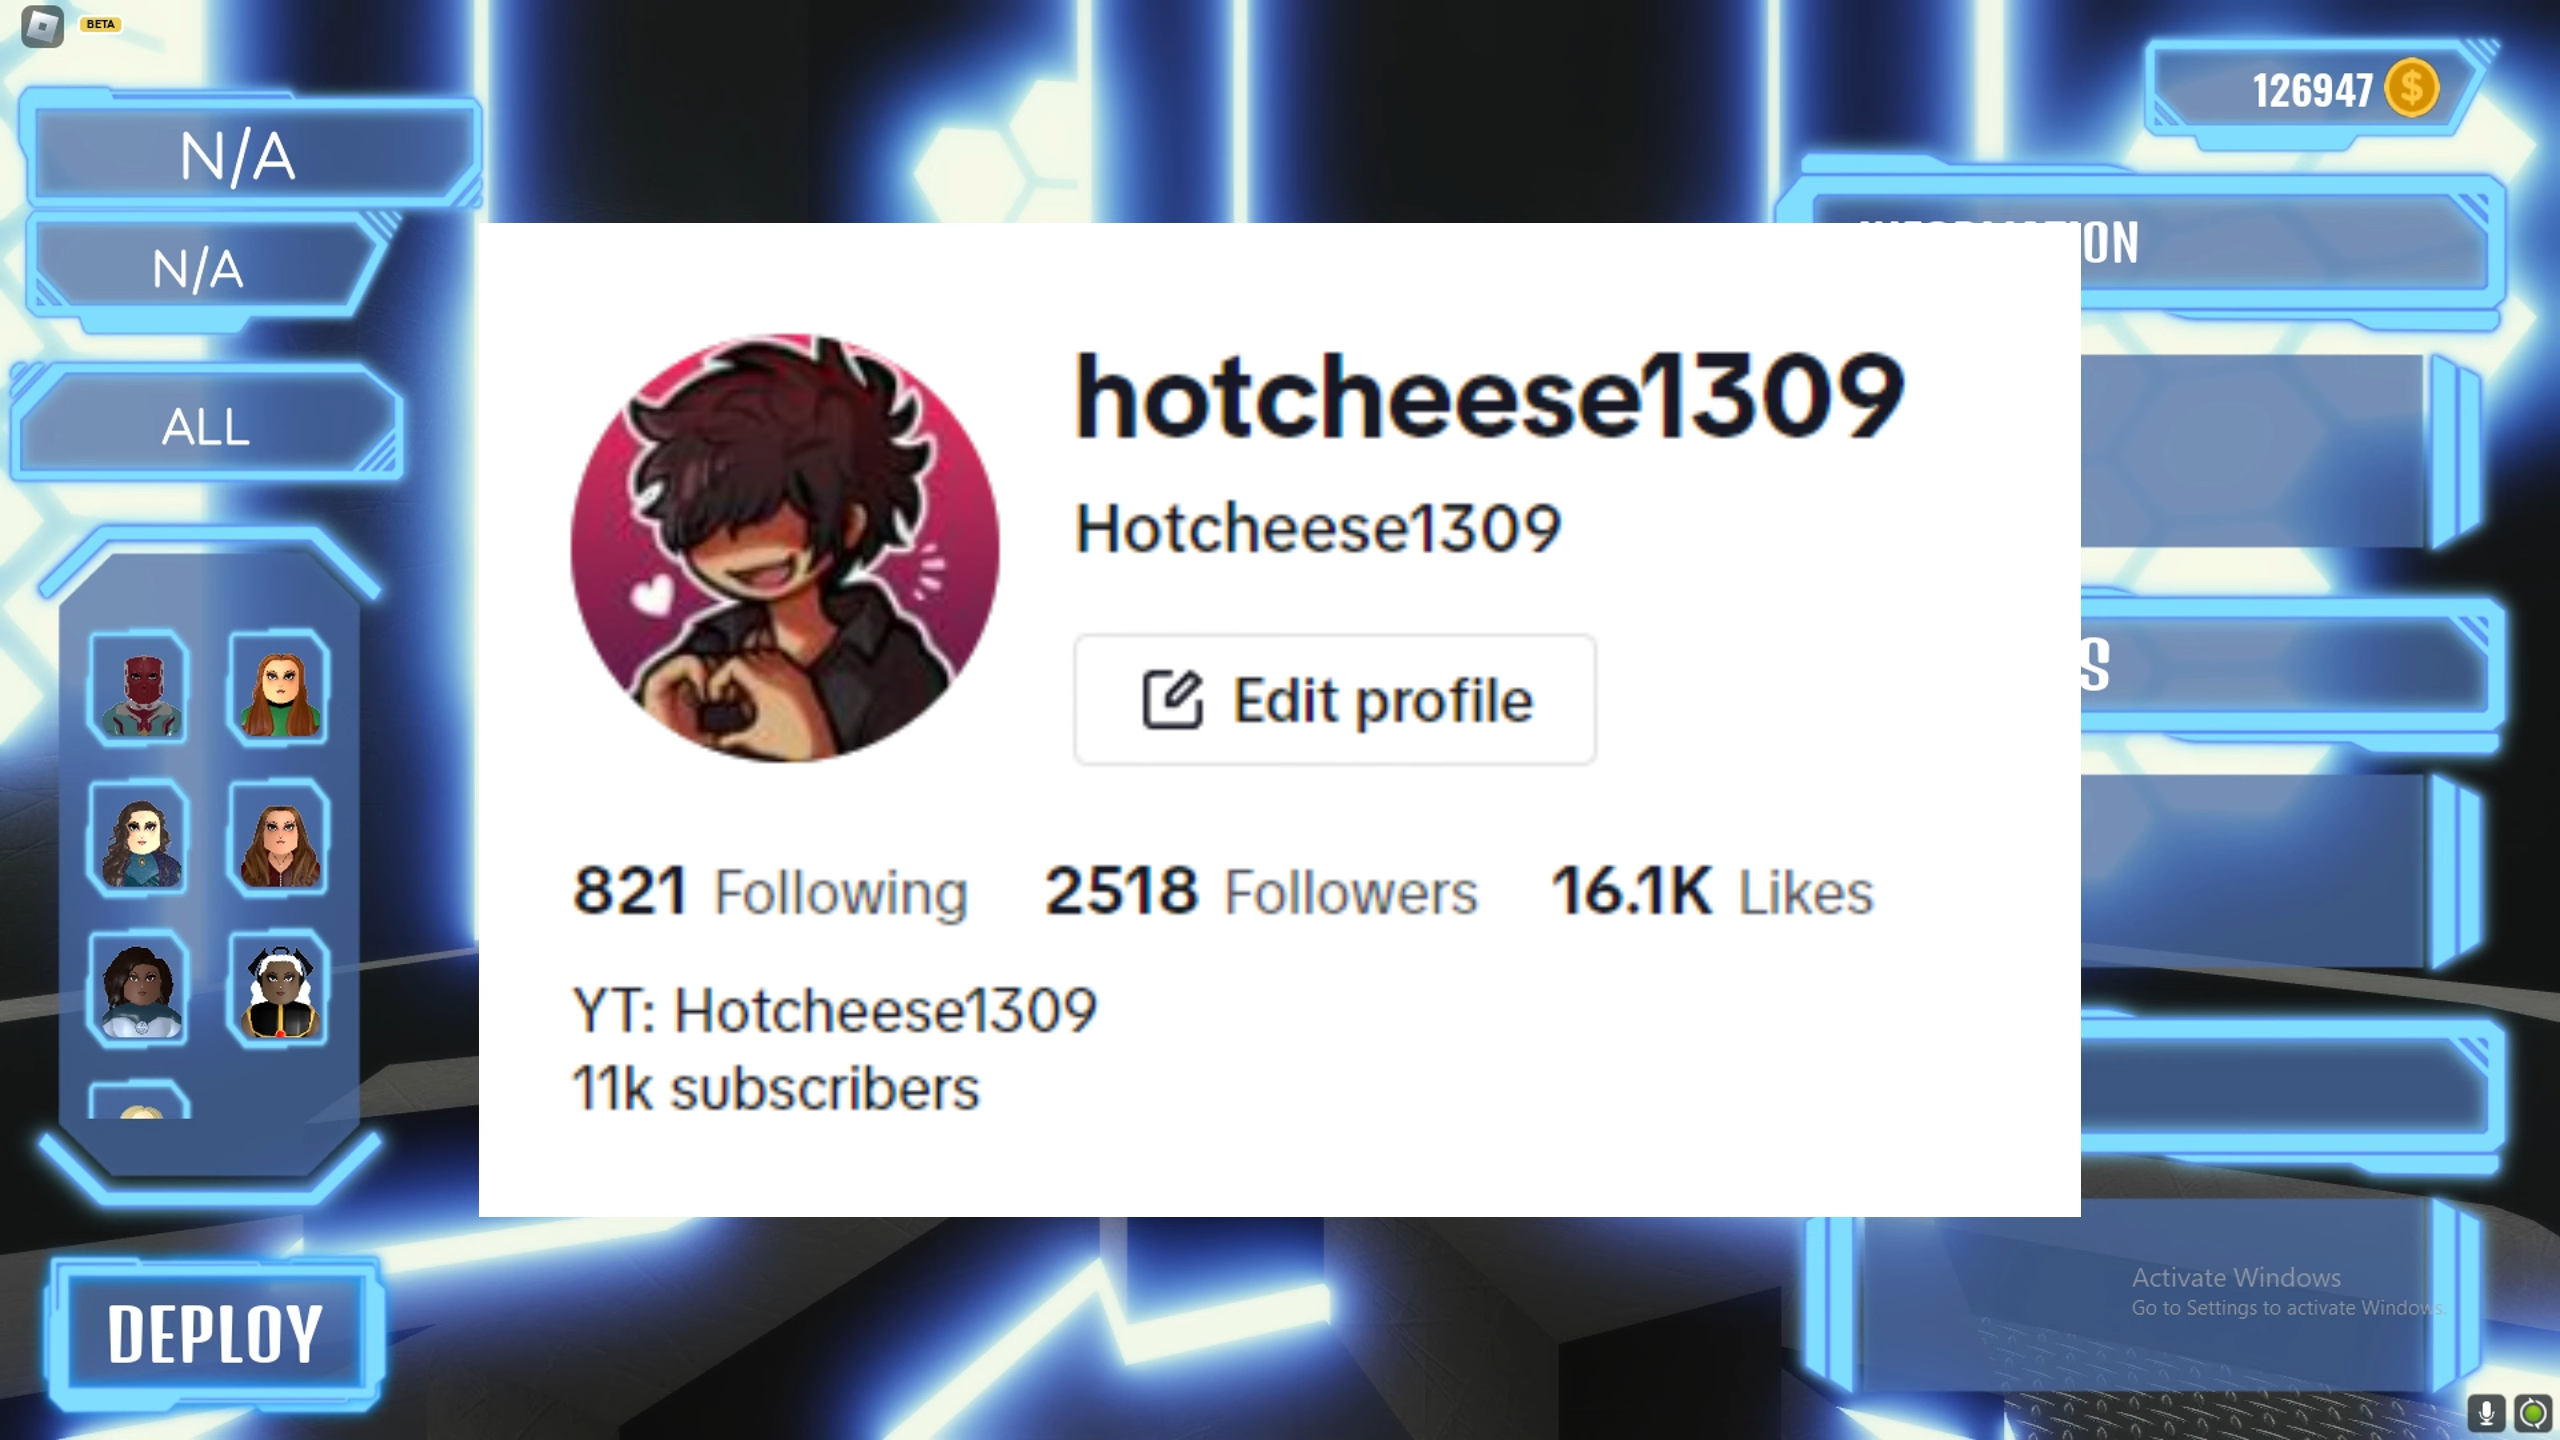 BETA
N/A
N/A
ALL
DEPLOY
126947
INFORMATION
hotcheese1309
Hotcheese1309
Edit profile
821 Following 2518 Followers 16.1K Likes
YT: Hotcheese1309
11k subscribers
S
Activate Windows
Go to Settings to activate Windows.